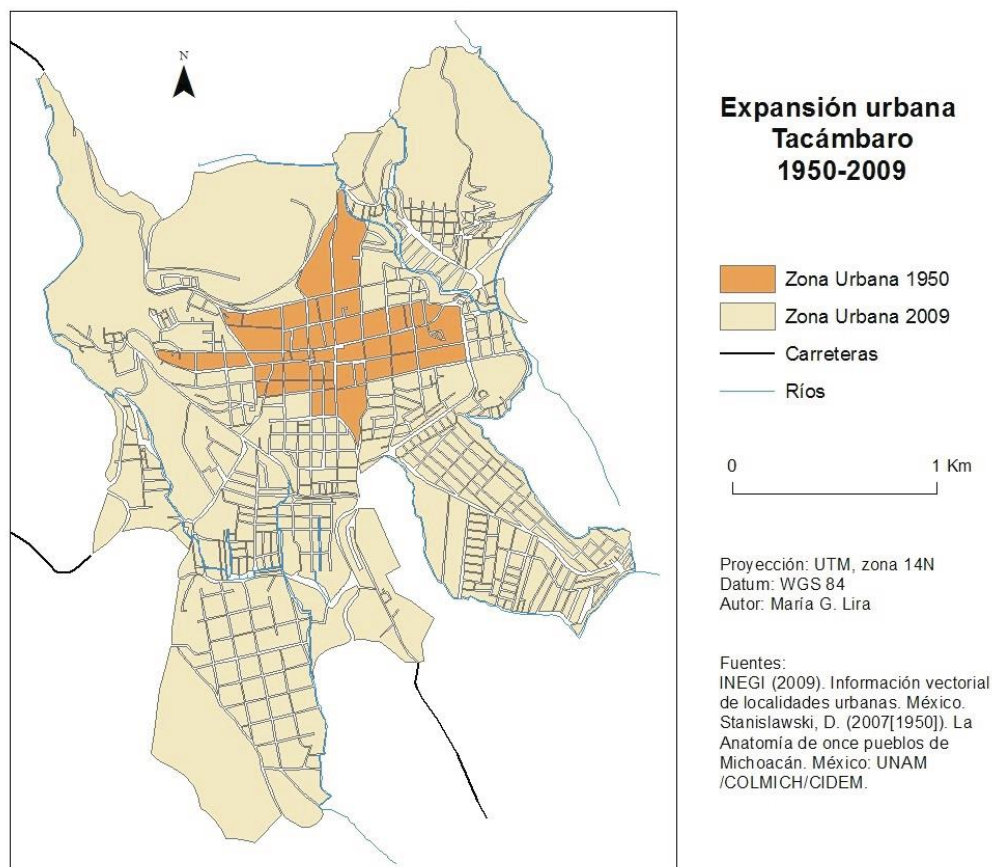 N
Expansión urbana
Tacámbaro
1950-2009
Zona Urbana 1950
Zona Urbana 2009
Carreteras
Ríos
0
1 Km
Proyección: UTM, zona 14N
Datum: WGS 84
Autor: María G. Lira
Fuentes:
INEGI (2009). Información vectorial
de localidades urbanas. México.
Stanislawski, D. (2007[1950]). La
Anatomía de once pueblos de
Michoacán. México: UNAM
/COLMICH/CIDEM.